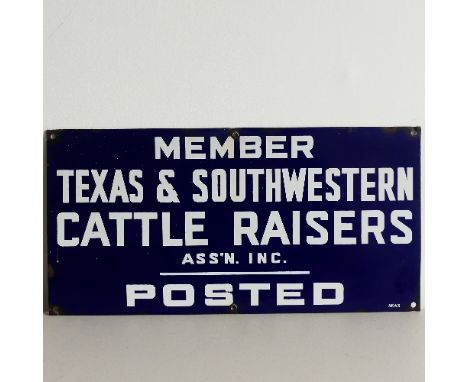 MEMBER
TEXAS & SOUTHWESTERN
CATTLE RAISERS
ASS'N. INC.
POSTED